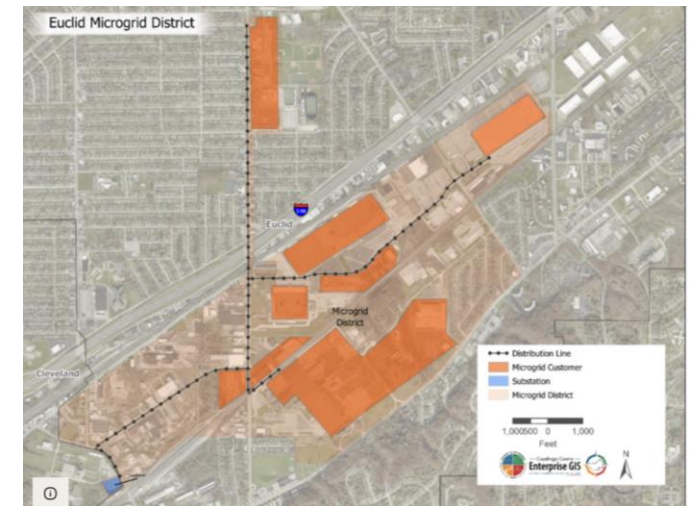 Euclid Microgrid District
Euclid
Microgrid
District
Cleveland
Distribution Line
Microgrid Customer
Substation
Microgrid District
1,000500 0 1,000
Feet
Enterprise GIS
N